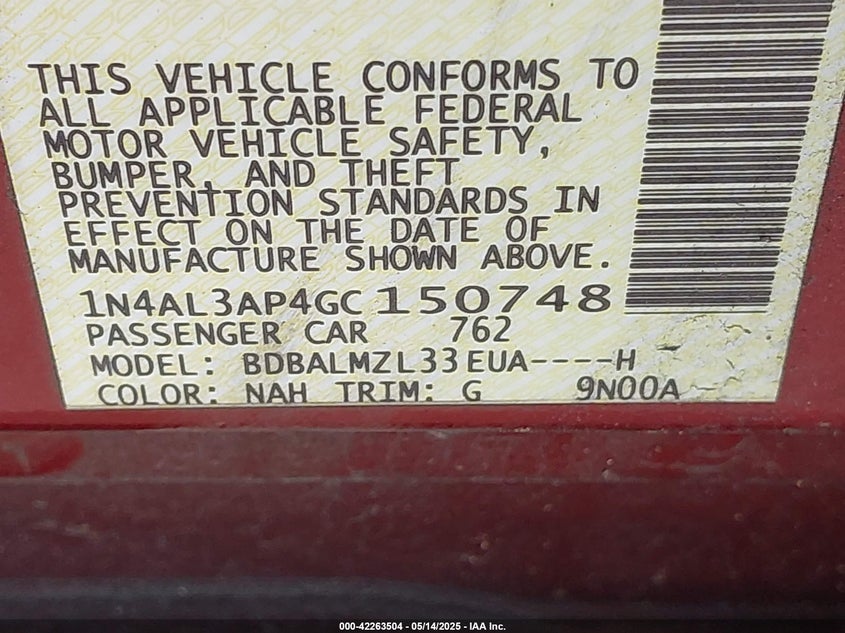 THIS VEHICLE CONFORMS TO
ALL APPLICABLE FEDERAL
MOTOR VEHICLE SAFETY,
BUMPER, AND THEFT
PREVENTION STANDARDS IN
EFFECT ON THE DATE OF
MANUFACTURE SHOWN ABOVE.
1N4AL3AP4GC150748
PASSENGER CAR 762
MODEL: BDBALMZL33EUA----H
COLOR: NAH TRIM: G 9N00A
000-42263504 - 05/14/2025 - IAA Inc.